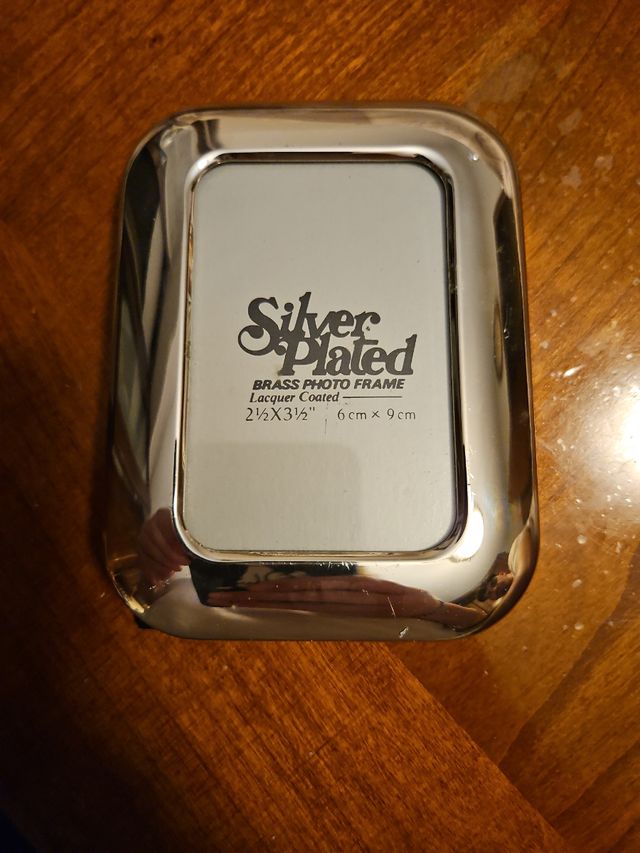 Silver
Plated
BRASS PHOTO FRAME
Lacquer Coated
2½X3½" 6cm × 9cm